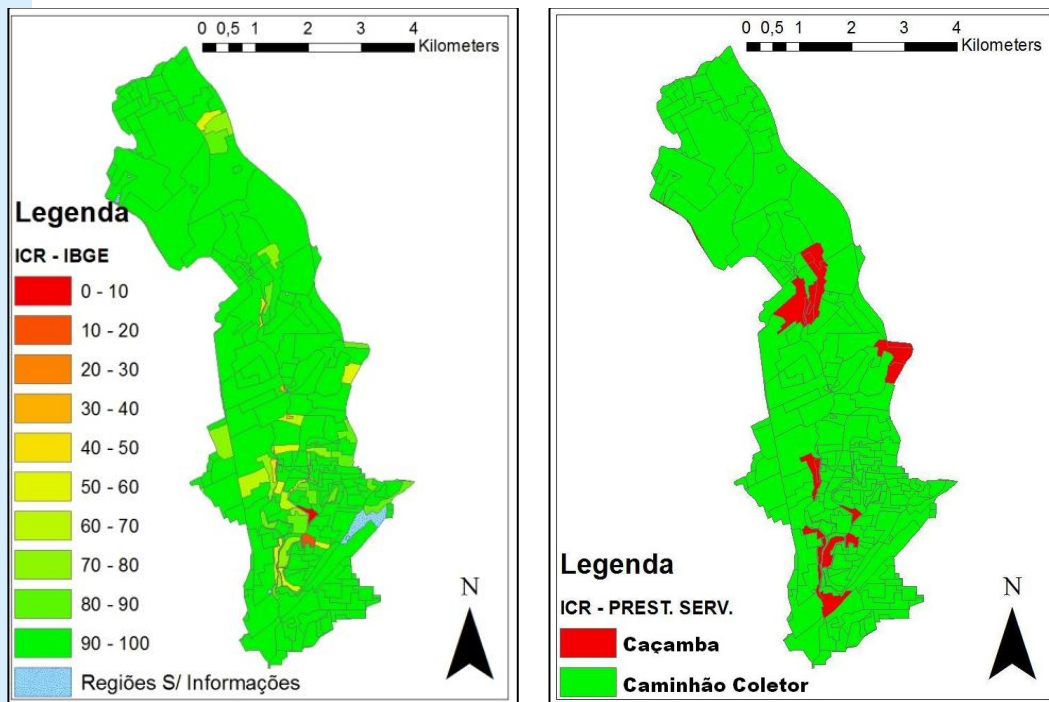 0 0,5 1 2 3 4
Kilometers
Legenda
ICR - IBGE
0 - 10
10 - 20
20 - 30
30 - 40
40 - 50
50 - 60
60 - 70
70 - 80
80 - 90
90 - 100
Regiões S/ Informações
N
0 0,5 1 2 3 4
Kilometers
Legenda
ICR - PREST. SERV.
Caçamba
Caminhão Coletor
N